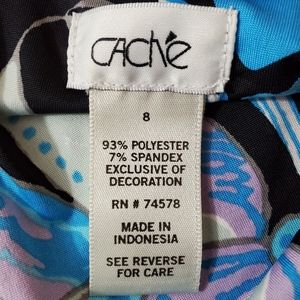 CAChé
8
93% POLYESTER
7% SPANDEX
EXCLUSIVE OF
DECORATION
RN # 74578
MADE IN
INDONESIA
SEE REVERSE
FOR CARE